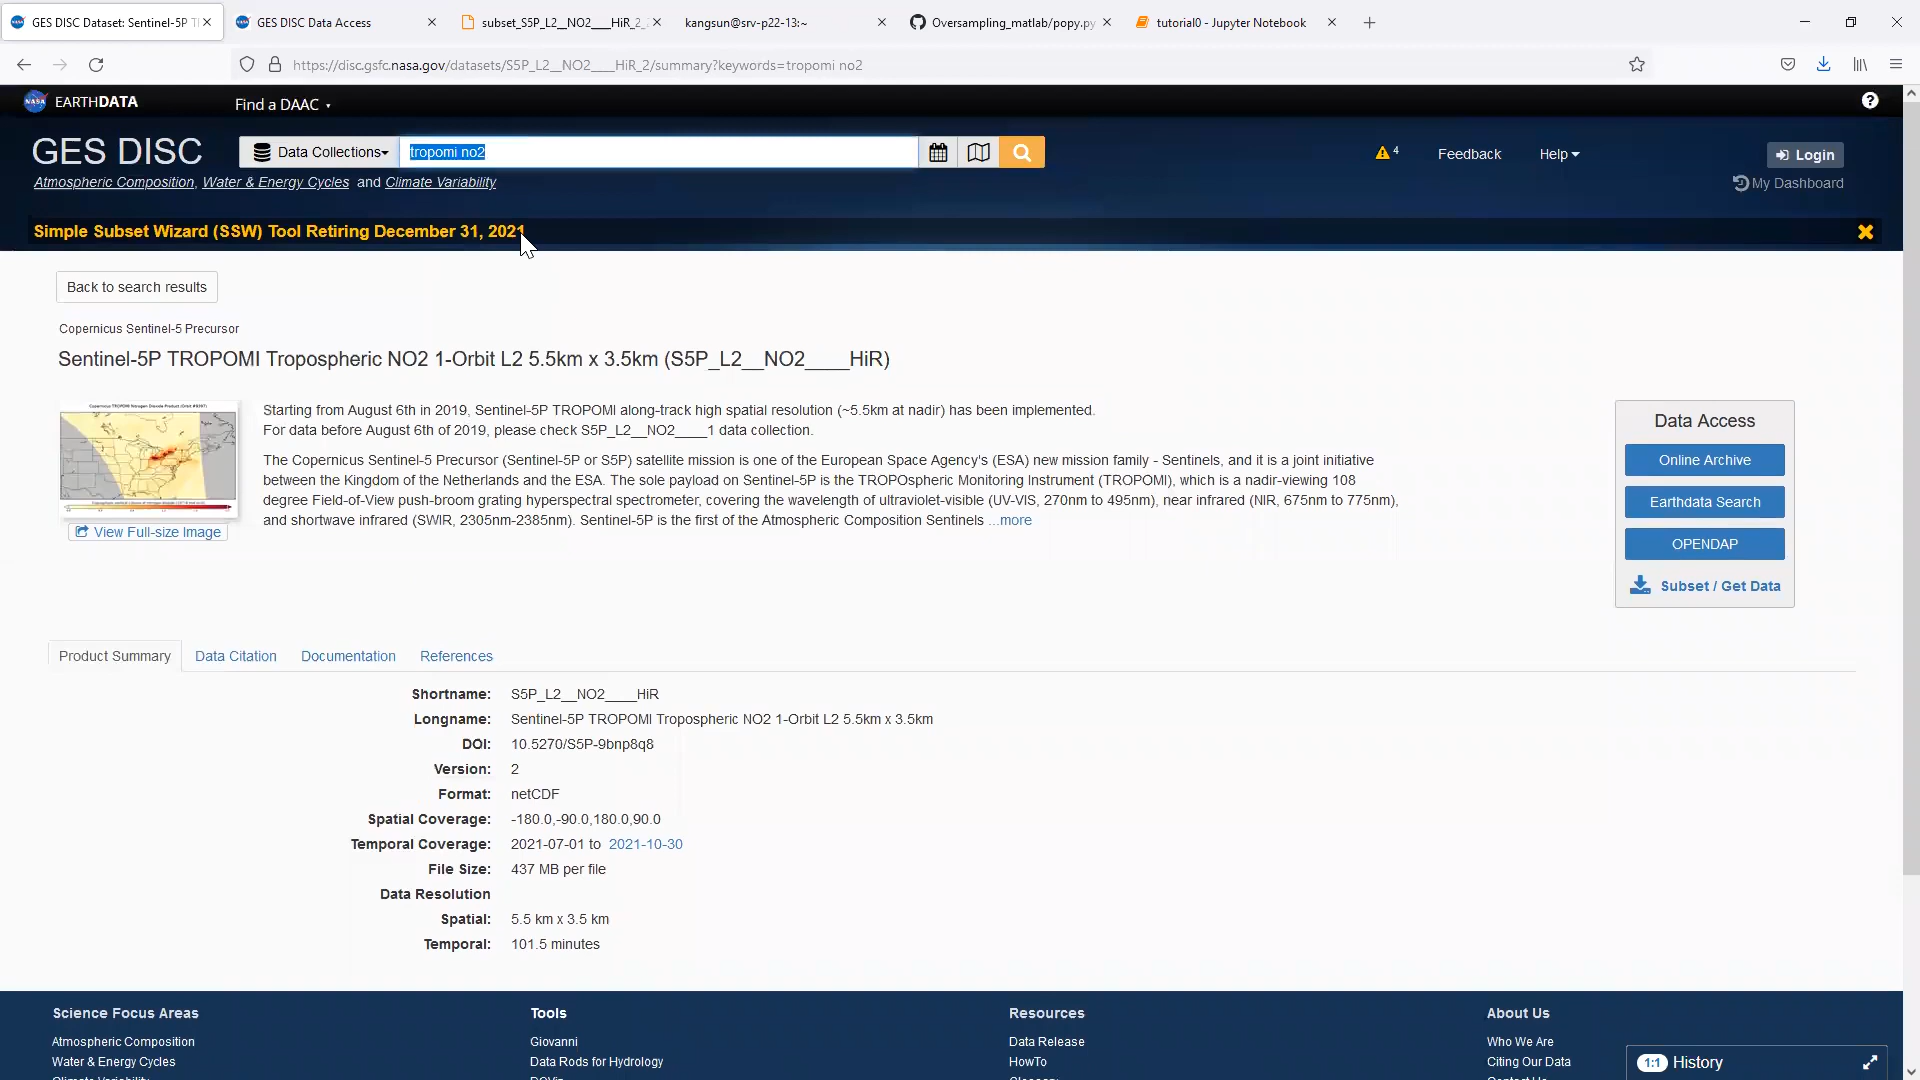 GES DISC Dataset: Sentinel-5P T
GES DISC Data Access
subset_S5P_L2__NO2____HiR_2_
kangsun@srv-p22-13:~
Oversampling_matlab/popy.py
tutorial0 - Jupyter Notebook
https://disc.gsfc.nasa.gov/datasets/S5P_L2__NO2____HiR_2/summary?keywords=tropomi no2
NASA EARTHDATA
Find a DAAC
?
GES DISC
Data Collections
tropomi no2
4
Feedback
Help
Login
Atmospheric Composition, Water & Energy Cycles and Climate Variability
My Dashboard
Simple Subset Wizard (SSW) Tool Retiring December 31, 2021
Back to search results
Copernicus Sentinel-5 Precursor
Sentinel-5P TROPOMI Tropospheric NO2 1-Orbit L2 5.5km x 3.5km (S5P_L2__NO2____HiR)
Starting from August 6th in 2019, Sentinel-5P TROPOMI along-track high spatial resolution (~5.5km at nadir) has been implemented.
For data before August 6th of 2019, please check S5P_L2__NO2____1 data collection.
The Copernicus Sentinel-5 Precursor (Sentinel-5P or S5P) satellite mission is one of the European Space Agency's (ESA) new mission family - Sentinels, and it is a joint initiative
between the Kingdom of the Netherlands and the ESA. The sole payload on Sentinel-5P is the TROPOspheric Monitoring Instrument (TROPOMI), which is a nadir-viewing 108
degree Field-of-View push-broom grating hyperspectral spectrometer, covering the wavelength of ultraviolet-visible (UV-VIS, 270nm to 495nm), near infrared (NIR, 675nm to 775nm),
and shortwave infrared (SWIR, 2305nm-2385nm). Sentinel-5P is the first of the Atmospheric Composition Sentinels ...more
View Full-size Image
Data Access
Online Archive
Earthdata Search
OPENDAP
Subset / Get Data
Product Summary
Data Citation
Documentation
References
Shortname: S5P_L2__NO2____HiR
Longname: Sentinel-5P TROPOMI Tropospheric NO2 1-Orbit L2 5.5km x 3.5km
DOI: 10.5270/S5P-9bnp8q8
Version: 2
Format: netCDF
Spatial Coverage: -180.0,-90.0,180.0,90.0
Temporal Coverage: 2021-07-01 to 2021-10-30
File Size: 437 MB per file
Data Resolution
Spatial: 5.5 km x 3.5 km
Temporal: 101.5 minutes
Science Focus Areas
Atmospheric Composition
Water & Energy Cycles
Climate Variability
Tools
Giovanni
Data Rods for Hydrology
Resources
Data Release
HowTo
Glossary
About Us
Who We Are
Citing Our Data
Contact Us
1:1 History